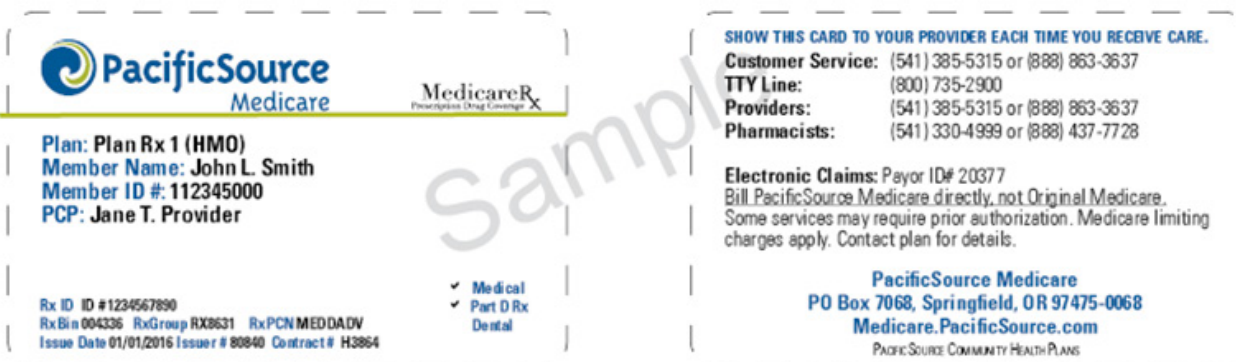 PacificSource
Medicare
MedicareRx
Prescription Drug Coverage
Plan: Plan Rx 1 (HMO)
Member Name: John L. Smith
Member ID #: 112345000
PCP: Jane T. Provider
Rx ID ID #1234567890
RxBin 004336 RxGroup RX8631 RxPCN MEDDADV
Issue Date 01/01/2016 Issuer # 80840 Contract # H3864
✓ Medical
✓ Part D Rx
Dental
Sample
SHOW THIS CARD TO YOUR PROVIDER EACH TIME YOU RECEIVE CARE.
Customer Service: (541) 385-5315 or (888) 863-3637
TTY Line: (800) 735-2900
Providers: (541) 385-5315 or (888) 863-3637
Pharmacists: (541) 330-4999 or (888) 437-7728
Electronic Claims: Payor ID# 20377
Bill PacificSource Medicare directly, not Original Medicare.
Some services may require prior authorization. Medicare limiting
charges apply. Contact plan for details.
PacificSource Medicare
PO Box 7068, Springfield, OR 97475-0068
Medicare.PacificSource.com
PacificSource Community Health Plans